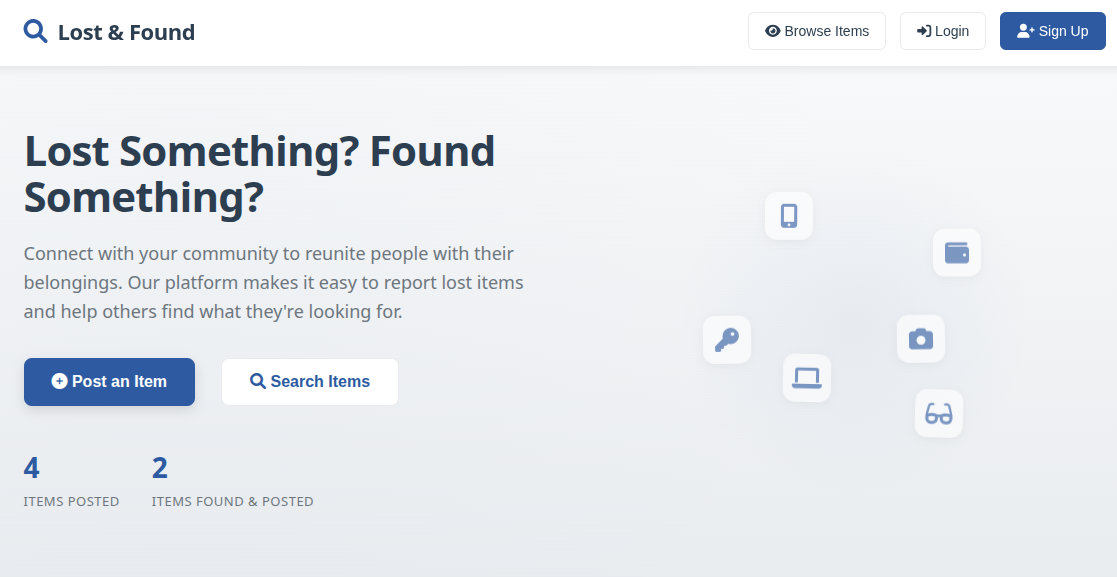 Lost & Found
Browse Items
Login
Sign Up
Lost Something? Found
Something?
Connect with your community to reunite people with their
belongings. Our platform makes it easy to report lost items
and help others find what they're looking for.
Post an Item
Search Items
4
ITEMS POSTED
2
ITEMS FOUND & POSTED